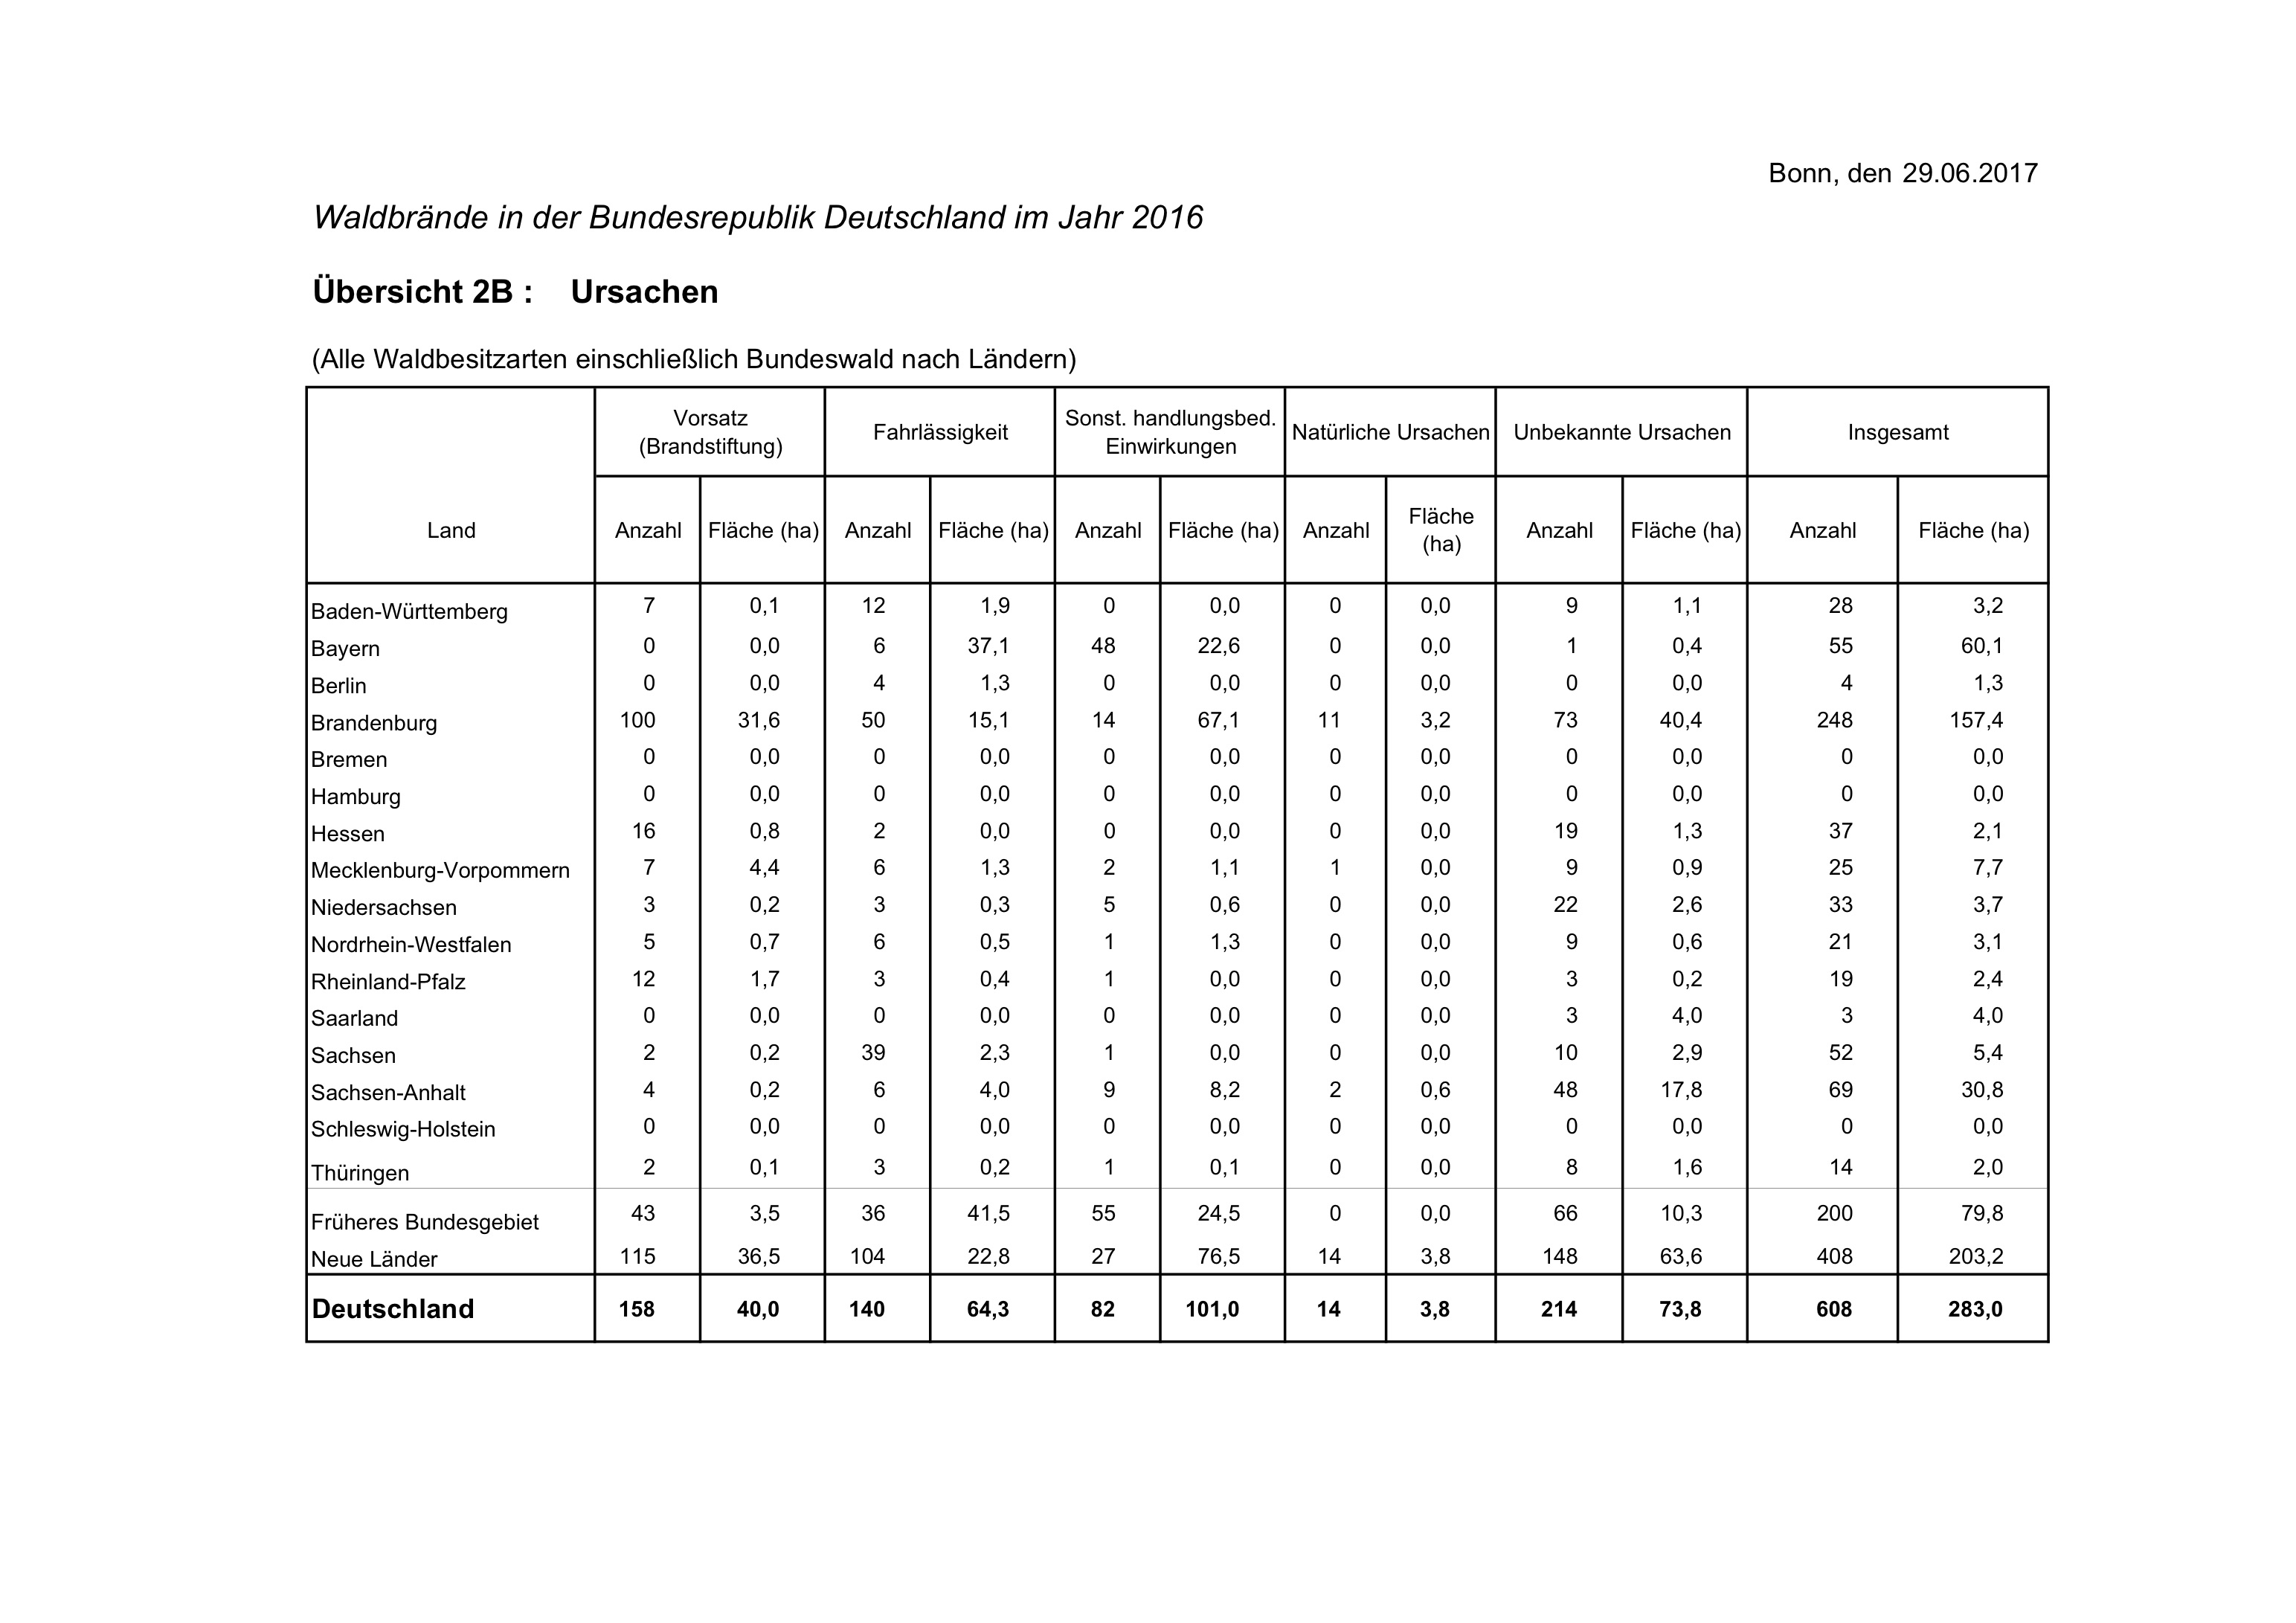 Bonn, den 29.06.2017
Waldbrände in der Bundesrepublik Deutschland im Jahr 2016
Übersicht 2B : Ursachen
(Alle Waldbesitzarten einschließlich Bundeswald nach Ländern)
Land
Vorsatz
(Brandstiftung)
Fahrlässigkeit
Sonst. handlungsbed.
Einwirkungen
Natürliche Ursachen
Unbekannte Ursachen
Insgesamt
Anzahl Fläche (ha) Anzahl Fläche (ha) Anzahl Fläche (ha) Anzahl Fläche
(ha) Anzahl Fläche (ha) Anzahl Fläche (ha)
Baden-Württemberg 7 0,1 12 1,9 0 0,0 0 0,0 9 1,1 28 3,2
Bayern 0 0,0 6 37,1 48 22,6 0 0,0 1 0,4 55 60,1
Berlin 0 0,0 4 1,3 0 0,0 0 0,0 0 0,0 4 1,3
Brandenburg 100 31,6 50 15,1 14 67,1 11 3,2 73 40,4 248 157,4
Bremen 0 0,0 0 0,0 0 0,0 0 0,0 0 0,0 0 0,0
Hamburg 0 0,0 0 0,0 0 0,0 0 0,0 0 0,0 0 0,0
Hessen 16 0,8 2 0,0 0 0,0 0 0,0 19 1,3 37 2,1
Mecklenburg-Vorpommern 7 4,4 6 1,3 2 1,1 1 0,0 9 0,9 25 7,7
Niedersachsen 3 0,2 3 0,3 5 0,6 0 0,0 22 2,6 33 3,7
Nordrhein-Westfalen 5 0,7 6 0,5 1 1,3 0 0,0 9 0,6 21 3,1
Rheinland-Pfalz 12 1,7 3 0,4 1 0,0 0 0,0 3 0,2 19 2,4
Saarland 0 0,0 0 0,0 0 0,0 0 0,0 3 4,0 3 4,0
Sachsen 2 0,2 39 2,3 1 0,0 0 0,0 10 2,9 52 5,4
Sachsen-Anhalt 4 0,2 6 4,0 9 8,2 2 0,6 48 17,8 69 30,8
Schleswig-Holstein 0 0,0 0 0,0 0 0,0 0 0,0 0 0,0 0 0,0
Thüringen 2 0,1 3 0,2 1 0,1 0 0,0 8 1,6 14 2,0
Früheres Bundesgebiet 43 3,5 36 41,5 55 24,5 0 0,0 66 10,3 200 79,8
Neue Länder 115 36,5 104 22,8 27 76,5 14 3,8 148 63,6 408 203,2
Deutschland 158 40,0 140 64,3 82 101,0 14 3,8 214 73,8 608 283,0